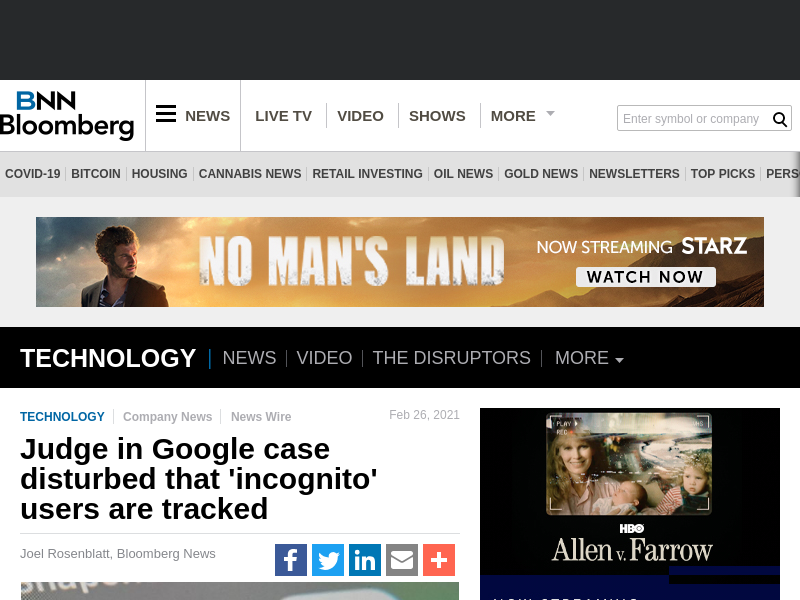 BNN
Bloomberg
NEWS
LIVE TV
VIDEO
SHOWS
MORE
Enter symbol or company
COVID-19
BITCOIN
HOUSING
CANNABIS NEWS
RETAIL INVESTING
OIL NEWS
GOLD NEWS
NEWSLETTERS
TOP PICKS
NO MAN'S LAND
NOW STREAMING STARZ
WATCH NOW
TECHNOLOGY
NEWS
VIDEO
THE DISRUPTORS
MORE
TECHNOLOGY
Company News
News Wire
Feb 26, 2021
Judge in Google case
disturbed that 'incognito'
users are tracked
Joel Rosenblatt, Bloomberg News
PLAY
REC
HBO
Allen v. Farrow